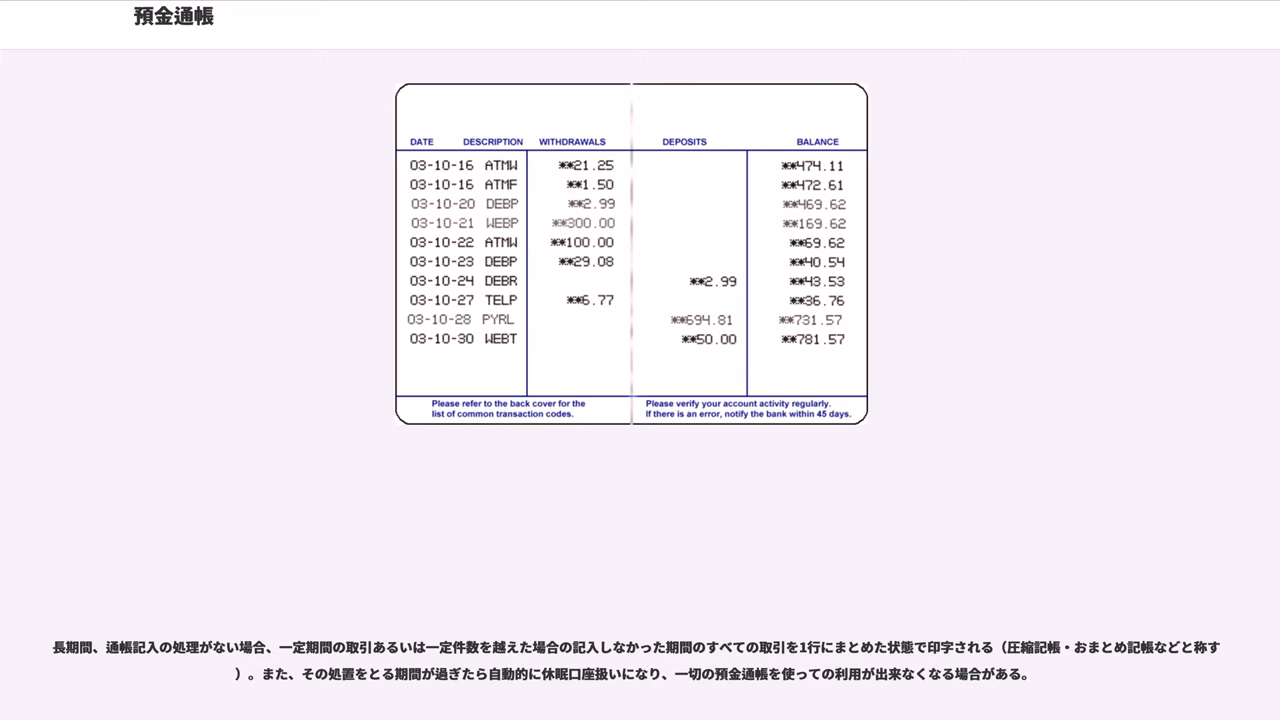 預金通帳
DATE DESCRIPTION WITHDRAWALS DEPOSITS BALANCE
03-10-16 ATMW **21.25 **474.11
03-10-16 ATMF **1.50 **472.61
03-10-20 DEBP **2.99 **469.62
03-10-21 WEBP **300.00 **169.62
03-10-22 ATMW **100.00 **69.62
03-10-23 DEBP **29.08 **40.54
03-10-24 DEBR **2.99 **43.53
03-10-27 TELP **6.77 **36.76
03-10-28 PYRL **694.81 **731.57
03-10-30 WEBT **50.00 **781.57
Please refer to the back cover for the
list of common transaction codes.
Please verify your account activity regularly.
If there is an error, notify the bank within 45 days.
長期間、通帳記入の処理がない場合、一定期間の取引あるいは一定件数を越えた場合の記入しなかった期間のすべての取引を1行にまとめた状態で印字される（圧縮記帳・おまとめ記帳などと称す
）。また、その処置をとる期間が過ぎたら自動的に休眠口座扱いになり、一切の預金通帳を使っての利用が出来なくなる場合がある。